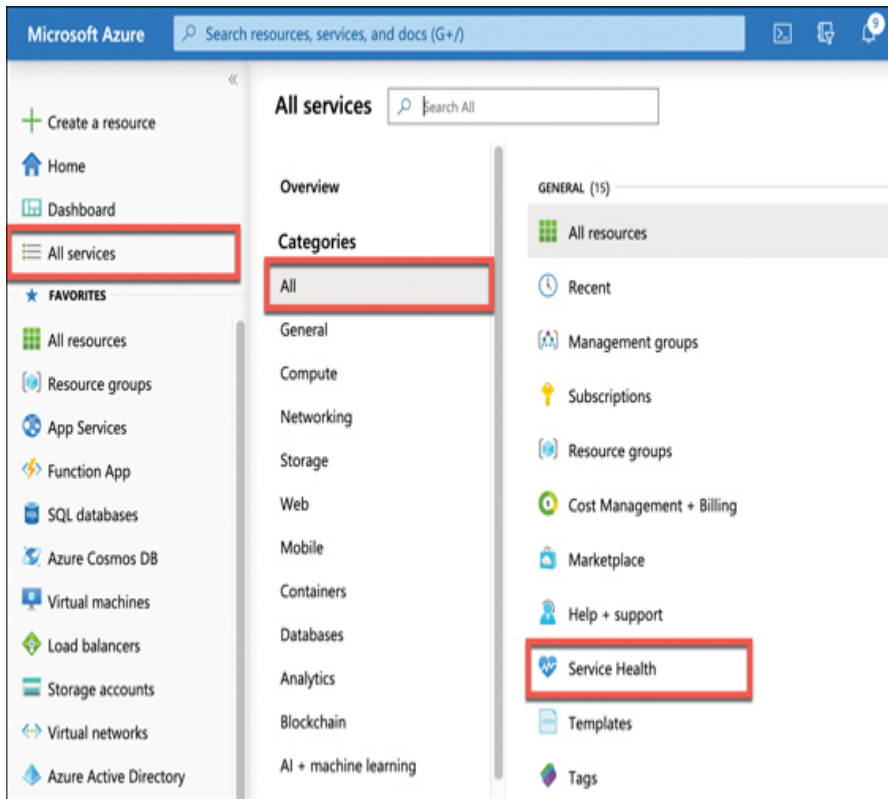 Microsoft Azure
Search resources, services, and docs (G+/)
9
«
Create a resource
Home
Dashboard
All services
FAVORITES
All resources
Resource groups
App Services
Function App
SQL databases
Azure Cosmos DB
Virtual machines
Load balancers
Storage accounts
Virtual networks
Azure Active Directory
All services
Search All
Overview
Categories
All
General
Compute
Networking
Storage
Web
Mobile
Containers
Databases
Analytics
Blockchain
AI + machine learning
GENERAL (15)
All resources
Recent
Management groups
Subscriptions
Resource groups
Cost Management + Billing
Marketplace
Help + support
Service Health
Templates
Tags